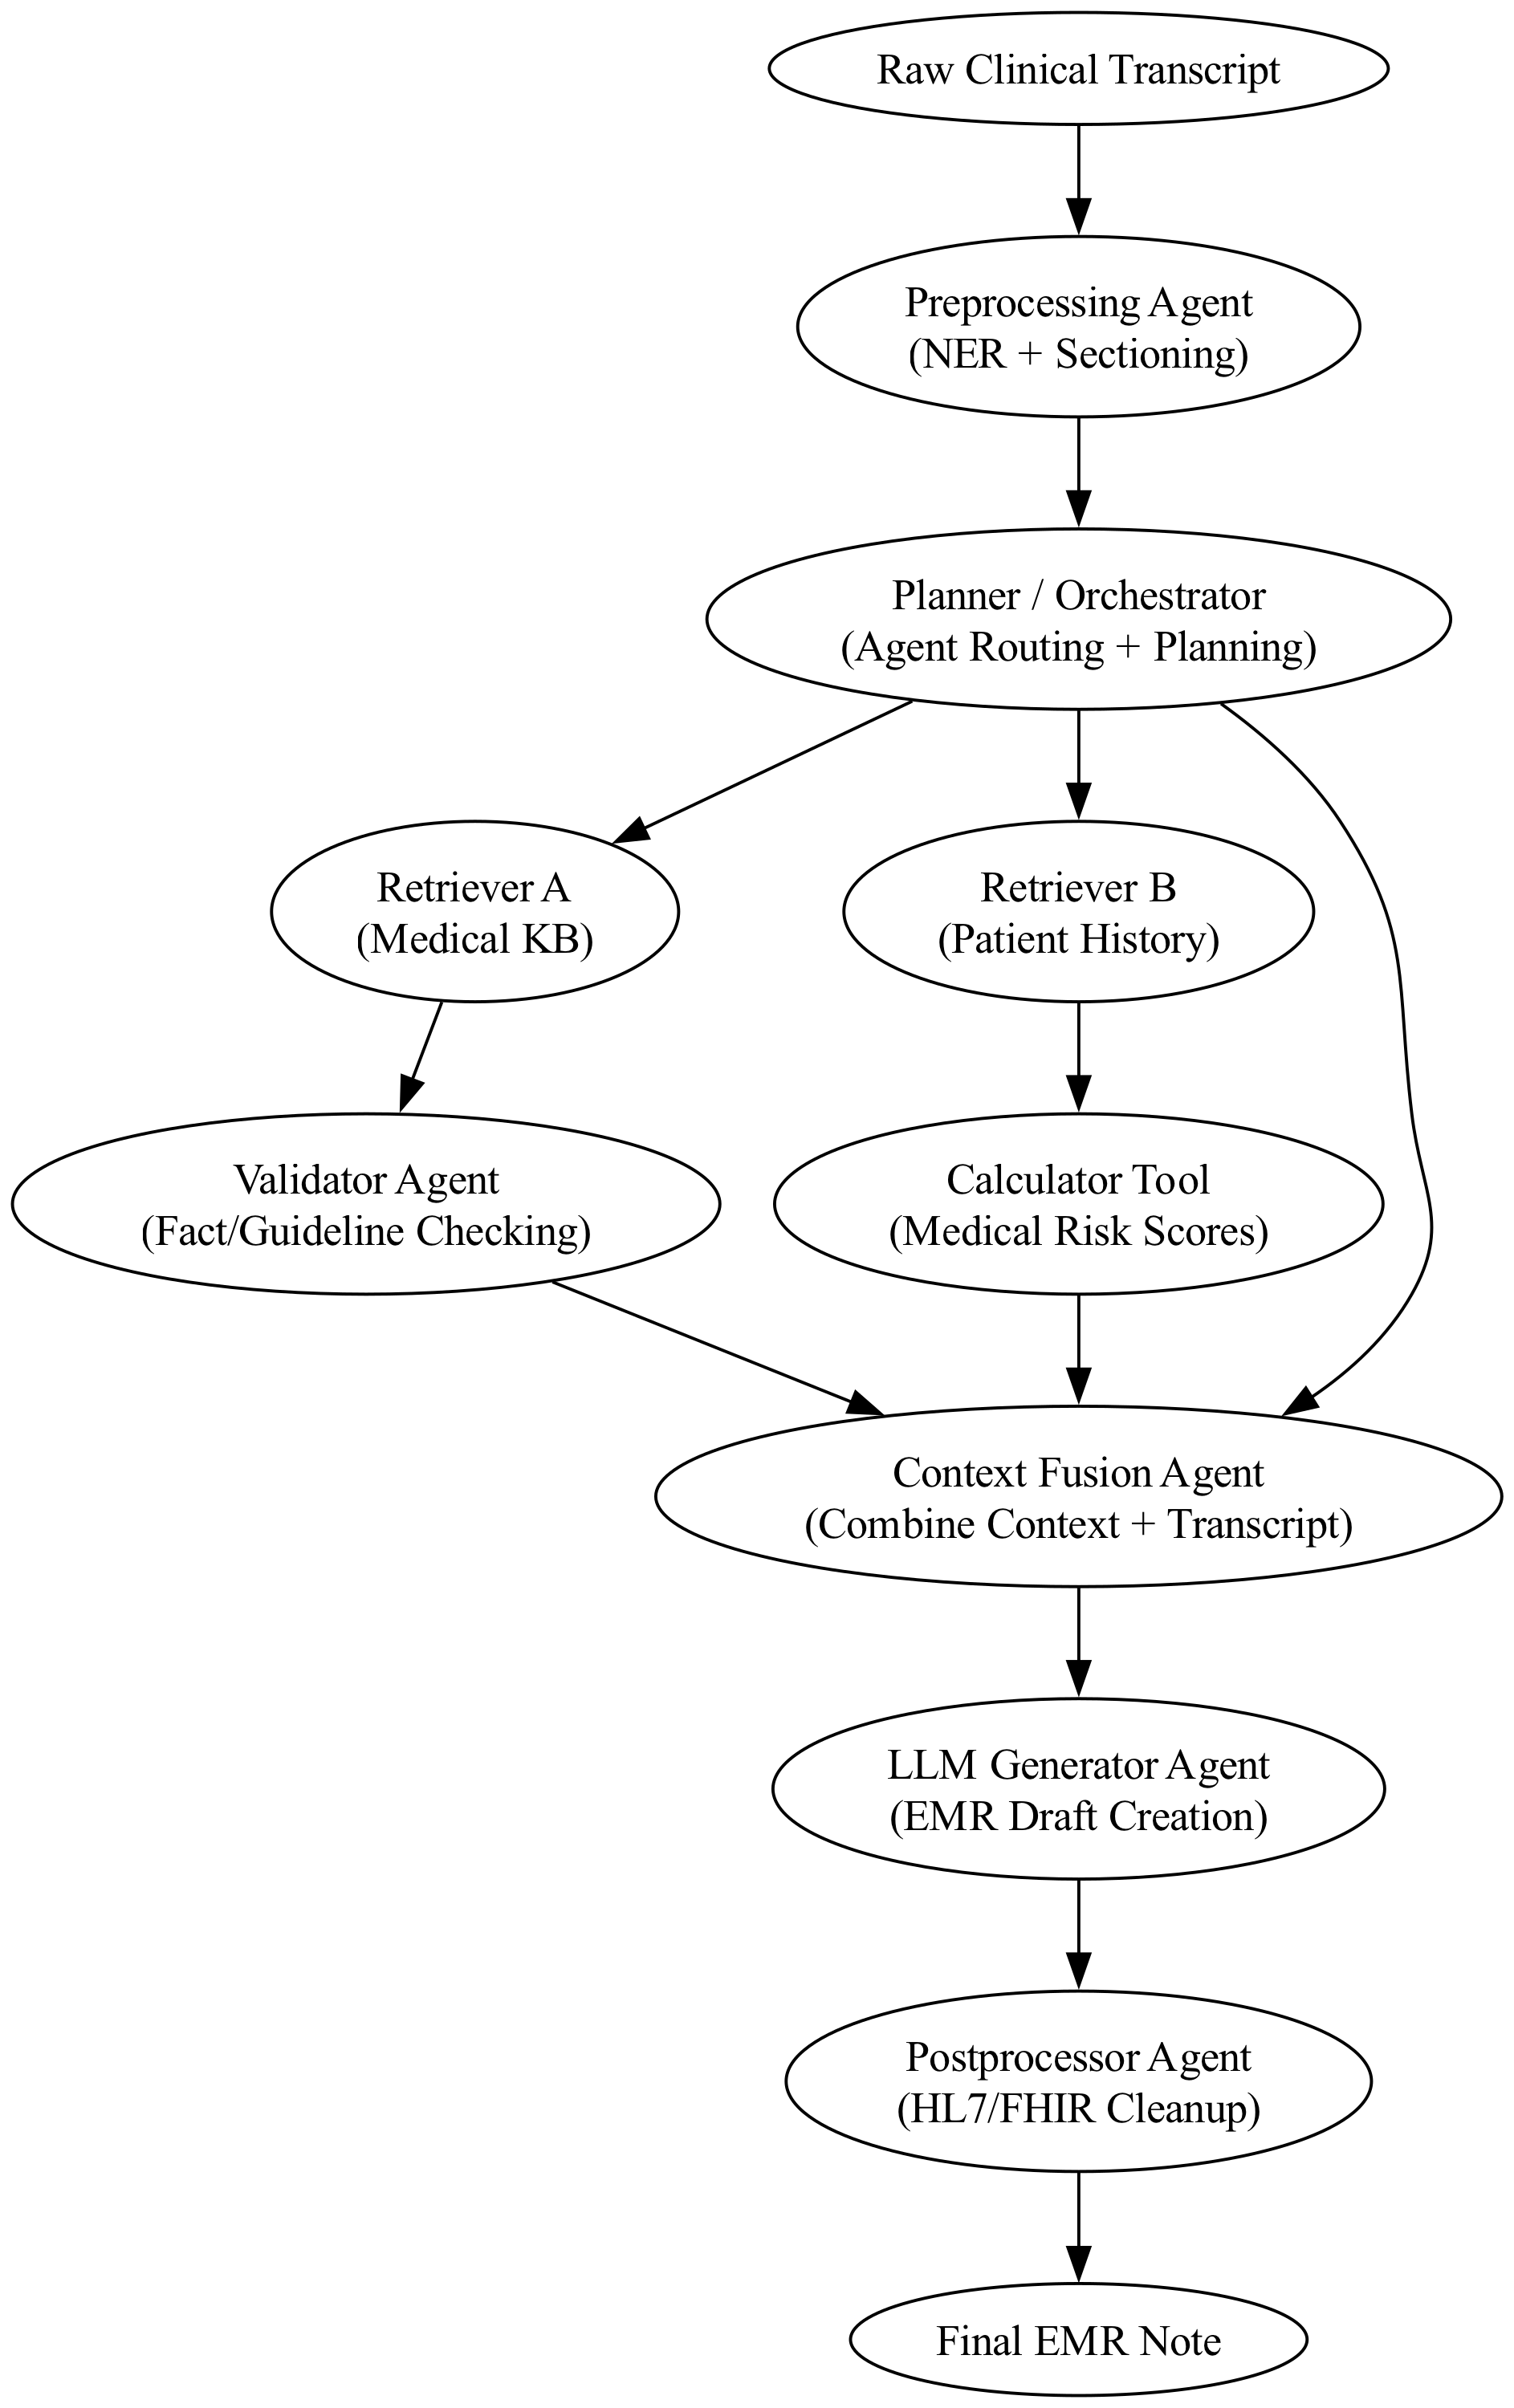 Raw Clinical Transcript
Preprocessing Agent
(NER + Sectioning)
Planner / Orchestrator
(Agent Routing + Planning)
Retriever A
(Medical KB)
Retriever B
(Patient History)
Validator Agent
(Fact/Guideline Checking)
Calculator Tool
(Medical Risk Scores)
Context Fusion Agent
(Combine Context + Transcript)
LLM Generator Agent
(EMR Draft Creation)
Postprocessor Agent
(HL7/FHIR Cleanup)
Final EMR Note